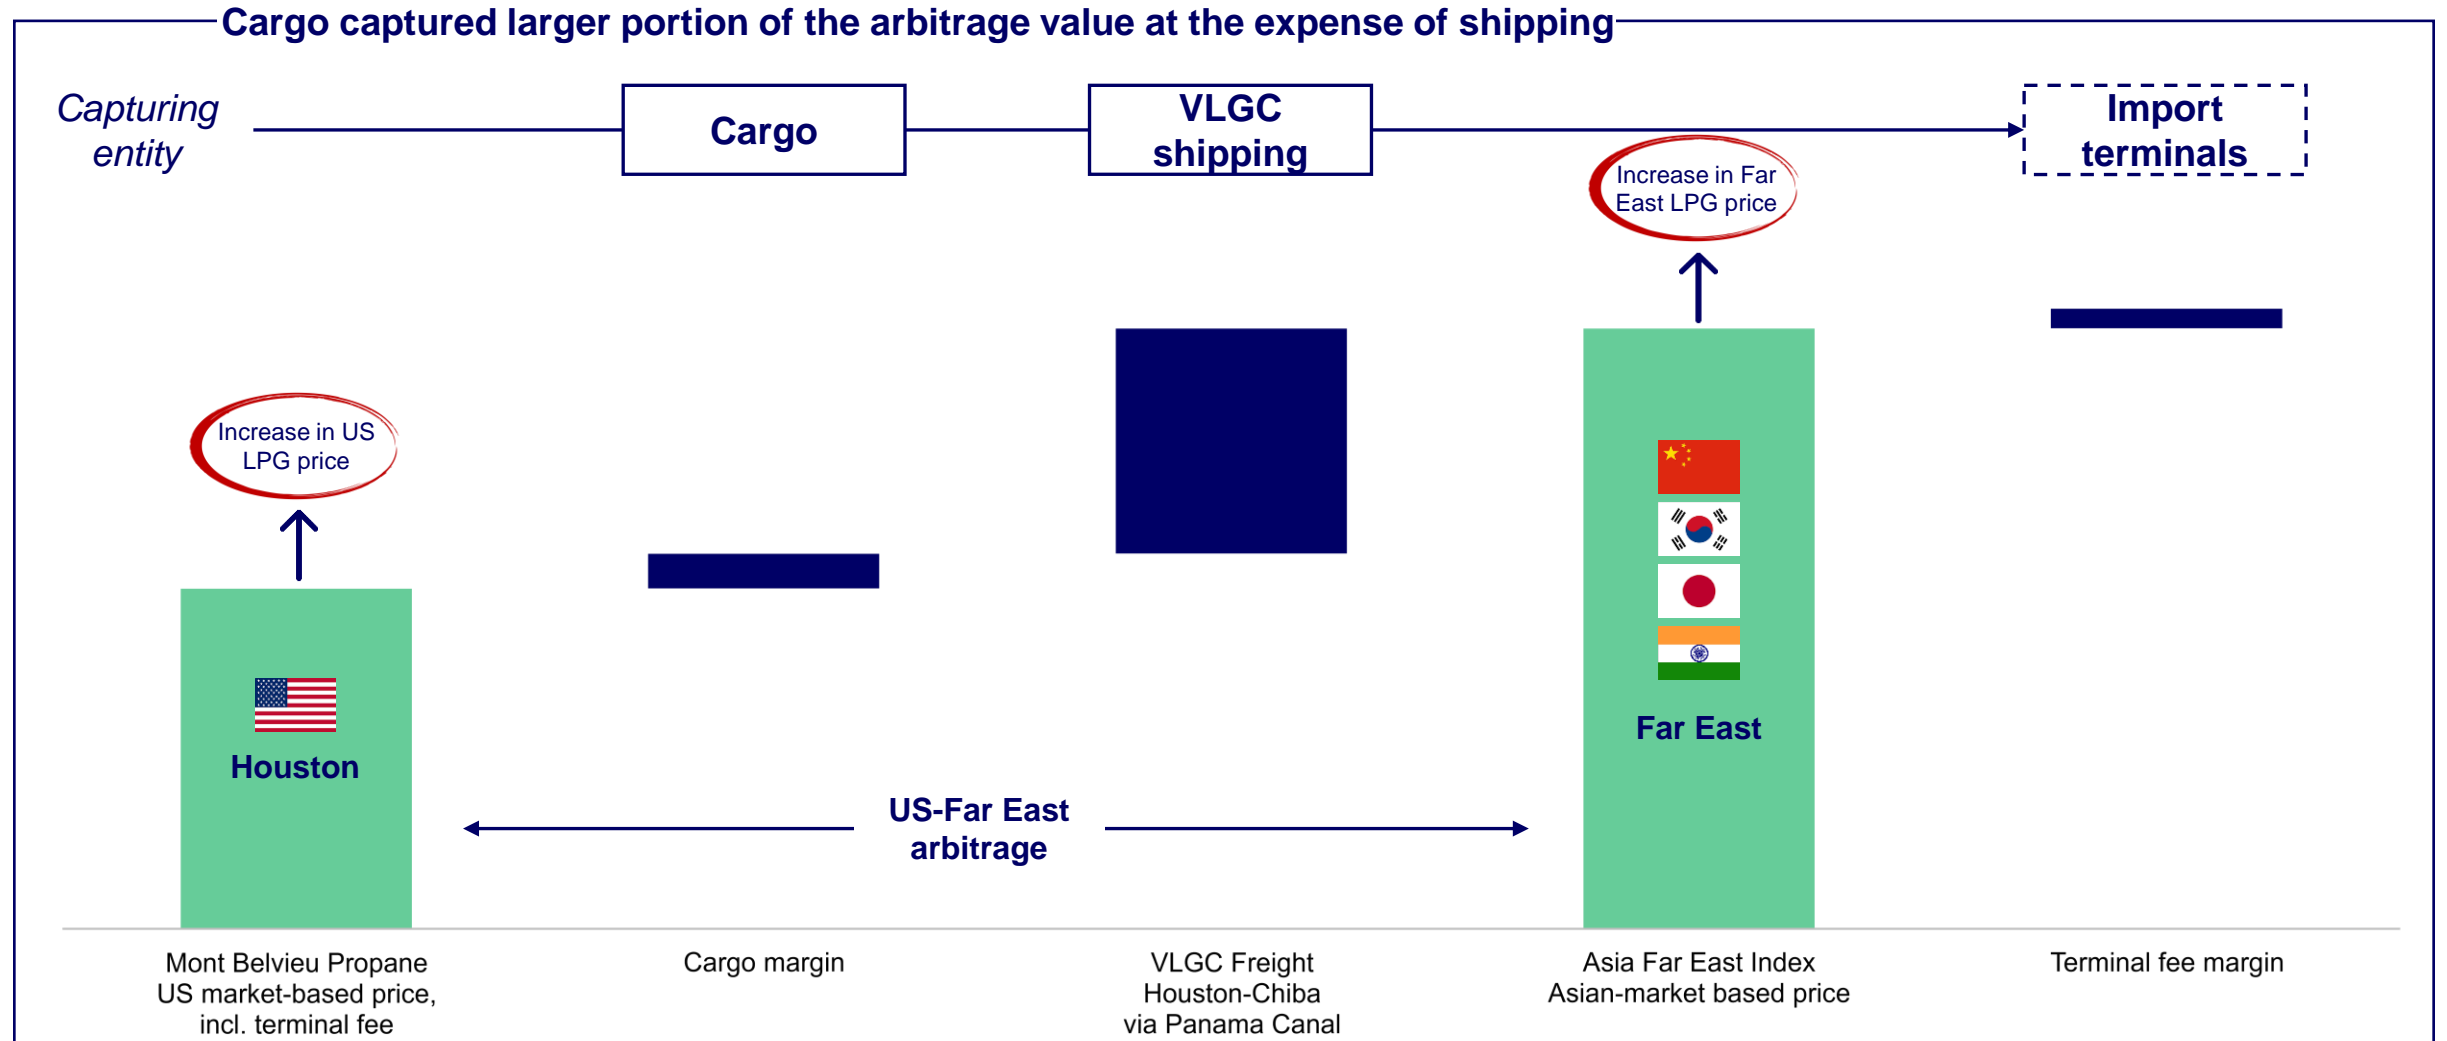 Cargo captured larger portion of the arbitrage value at the expense of shipping
Capturing
entity
Cargo
VLGC
shipping
Import
terminals
Increase in Far
East LPG price
Increase in US
LPG price
Houston
Far East
US-Far East
arbitrage
Mont Belvieu Propane
US market-based price,
incl. terminal fee
Cargo margin
VLGC Freight
Houston-Chiba
via Panama Canal
Asia Far East Index
Asian-market based price
Terminal fee margin